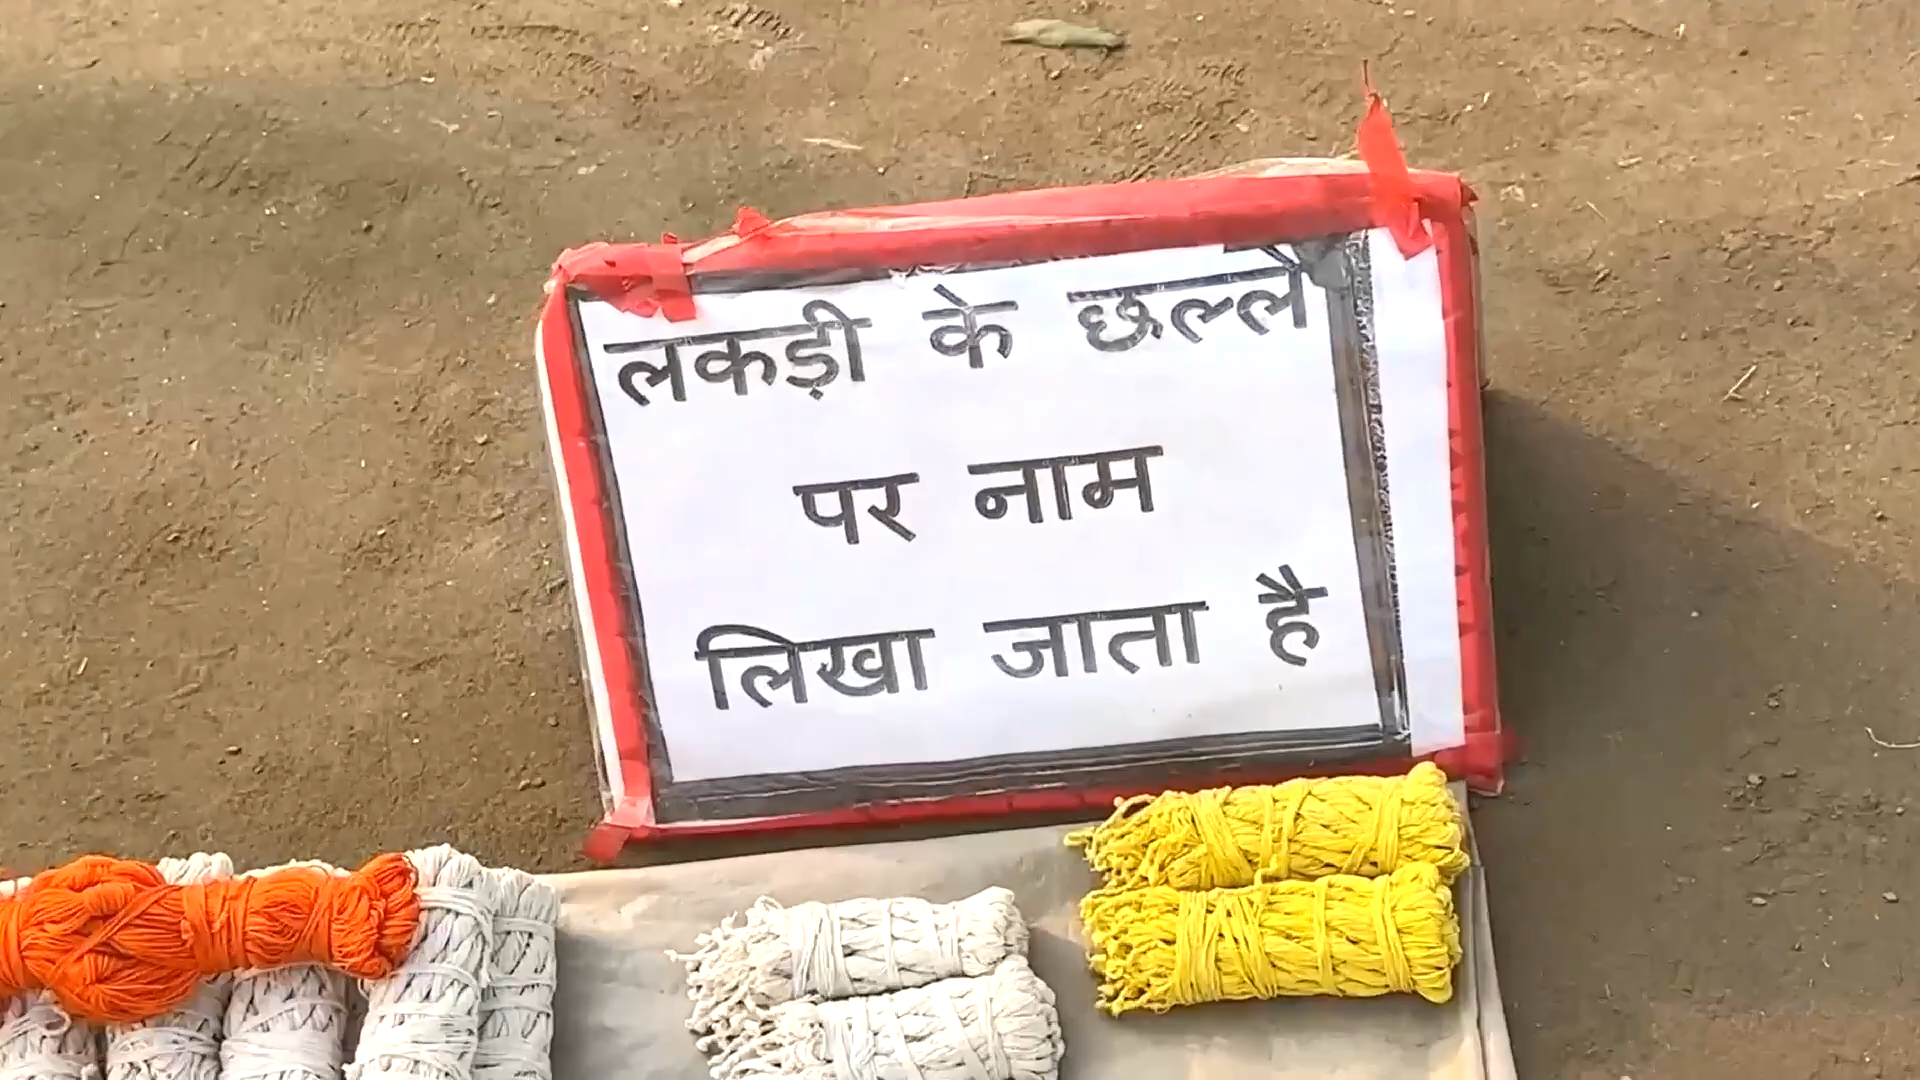 लकड़ी के छल्ले
पर नाम
लिखा जाता है